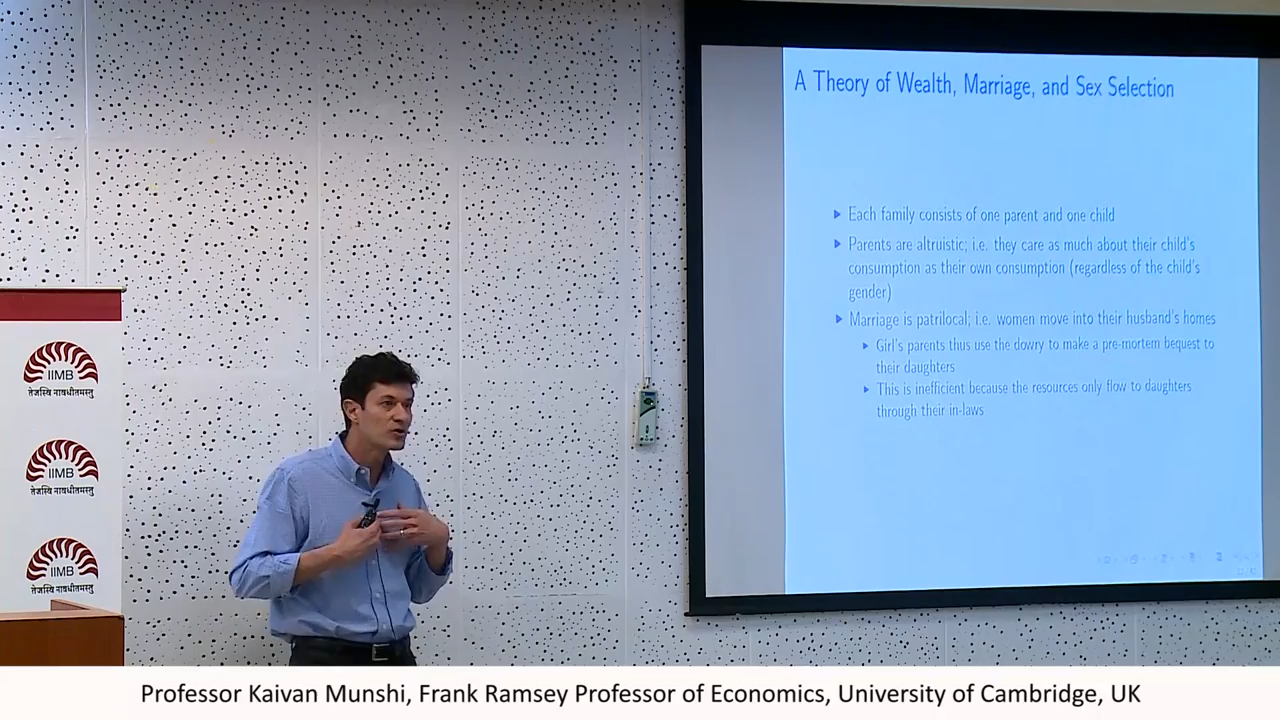 A Theory of Wealth, Marriage, and Sex Selection
Each family consists of one parent and one child
Parents are altruistic; i.e. they care as much about their child's
consumption as their own consumption (regardless of the child's
gender)
Marriage is patrilocal; i.e. women move into their husband's homes
Girl's parents thus use the dowry to make a pre-mortem bequest to
their daughters
This is inefficient because the resources only flow to daughters
through their in-laws
IIMB
तेजस्वि नावधीतमस्तु
IIMB
तेजस्वि नावधीतमस्तु
IIMB
तेजस्वि नावधीतमस्तु
Professor Kaivan Munshi, Frank Ramsey Professor of Economics, University of Cambridge, UK